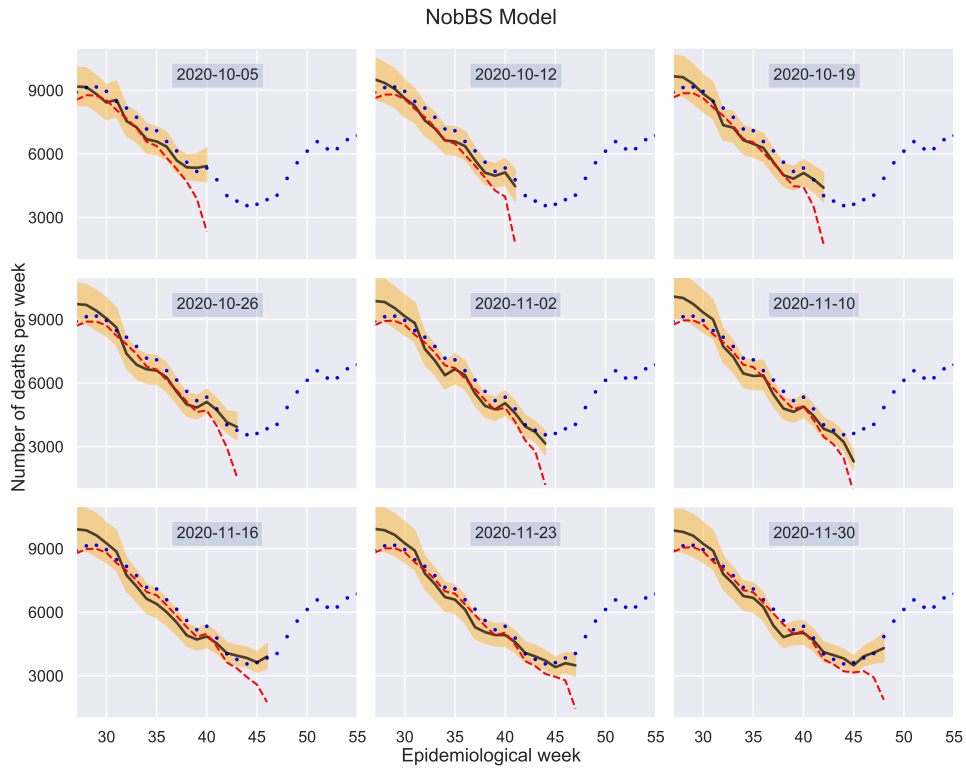 NobBS Model
Number of deaths per week
2020-10-05 2020-10-12 2020-10-19
9000
6000
3000
2020-10-26 2020-11-02 2020-11-10
9000
6000
3000
2020-11-16 2020-11-23 2020-11-30
9000
6000
3000
30 35 40 45 50 55 30 35 40 45 50 55 30 35 40 45 50 55
Epidemiological week